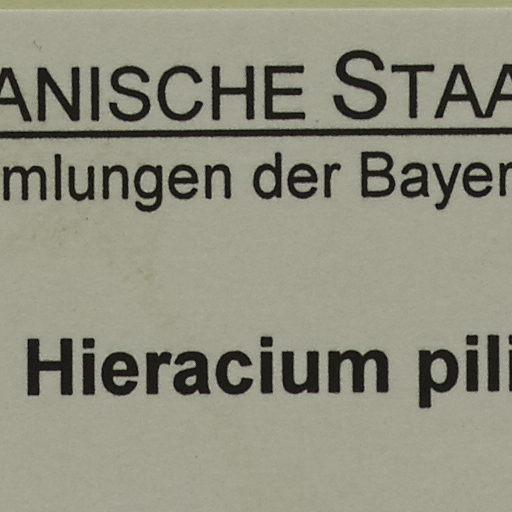 ANISCHE STAA
mlungen der Bayer
Hieracium pili